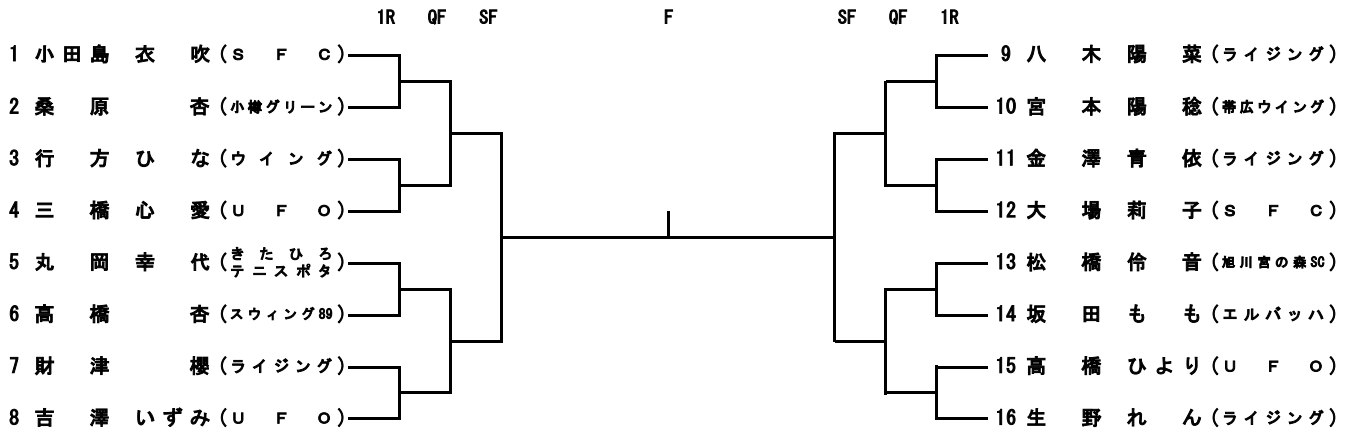 1R QF SF F SF QF 1R
1 小田島 衣吹 (SFC) 9 八木 陽菜 (ライジング)
2 桑原 杏 (小樽グリーン) 10 宮本 陽稔 (帯広ウイング)
3 行方 ひな (ウイング) 11 金澤 青依 (ライジング)
4 三橋 心愛 (UFO) 12 大場 莉子 (SFC)
5 丸岡 幸代 (きたひろテニスポタ) 13 松橋 伶音 (旭川宮の森SC)
6 高橋 杏 (スウィング89) 14 坂田 もも (エルバッハ)
7 財津 櫻 (ライジング) 15 高橋 ひより (UFO)
8 吉澤 いずみ (UFO) 16 生野 れん (ライジング)